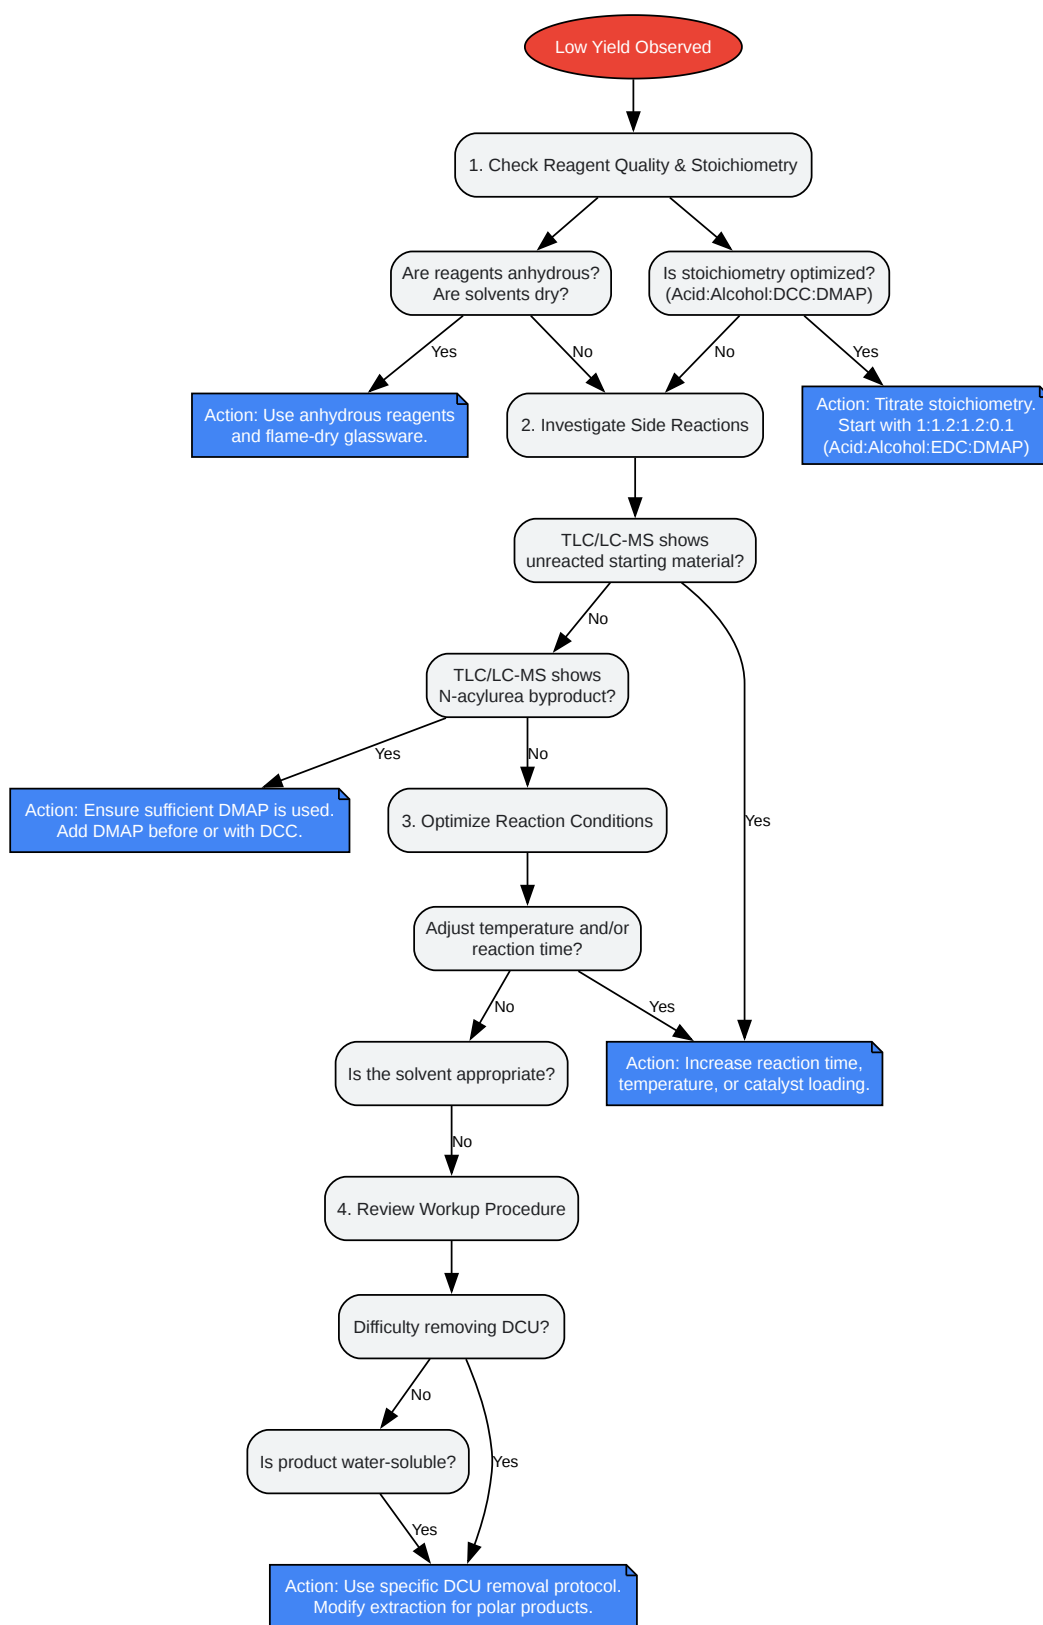 Low Yield Observed
1. Check Reagent Quality & Stoichiometry
Are reagents anhydrous?
Are solvents dry?
Is stoichiometry optimized?
(Acid:Alcohol:DCC:DMAP)
Yes
No
No
Yes
Action: Use anhydrous reagents
and flame-dry glassware.
2. Investigate Side Reactions
Action: Titrate stoichiometry.
Start with 1:1.2:1.2:0.1
(Acid:Alcohol:EDC:DMAP)
TLC/LC-MS shows
unreacted starting material?
No
TLC/LC-MS shows
N-acylurea byproduct?
Yes
No
Action: Ensure sufficient DMAP is used.
Add DMAP before or with DCC.
3. Optimize Reaction Conditions
Yes
Adjust temperature and/or
reaction time?
No
Yes
Is the solvent appropriate?
Action: Increase reaction time,
temperature, or catalyst loading.
No
4. Review Workup Procedure
Difficulty removing DCU?
No
Is product water-soluble?
Yes
Yes
Action: Use specific DCU removal protocol.
Modify extraction for polar products.